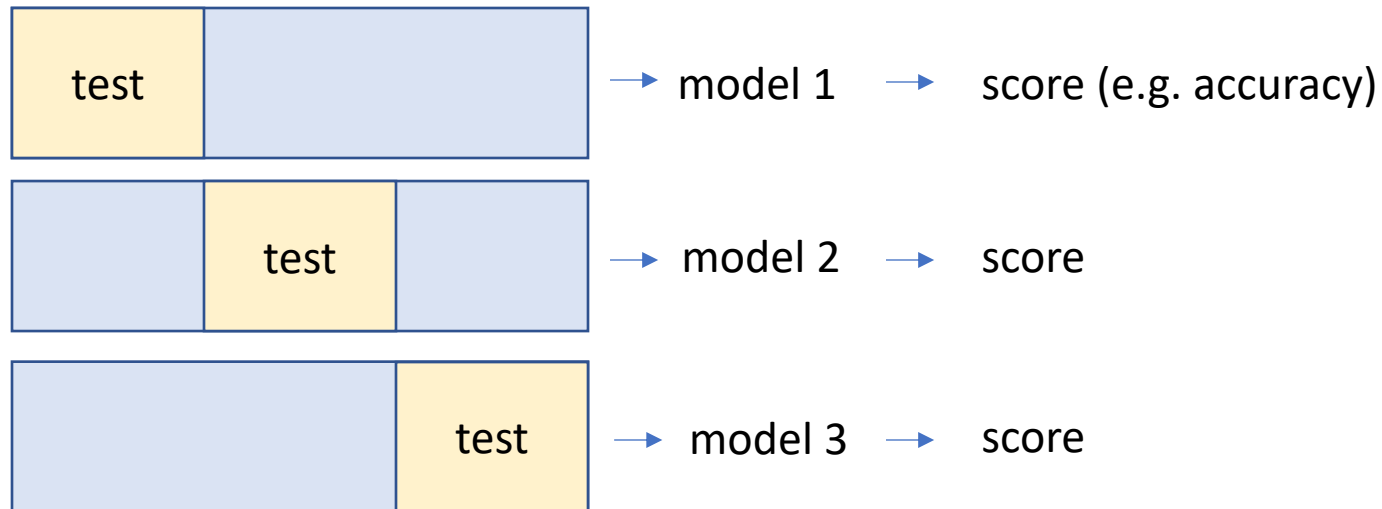 test → model 1 → score (e.g. accuracy)
test → model 2 → score
test → model 3 → score